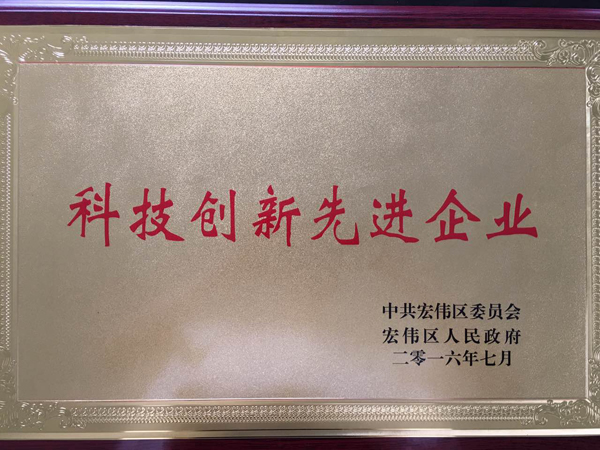 科技创新先进企业
中共宏伟区委员会
宏伟区人民政府
二零一六年七月